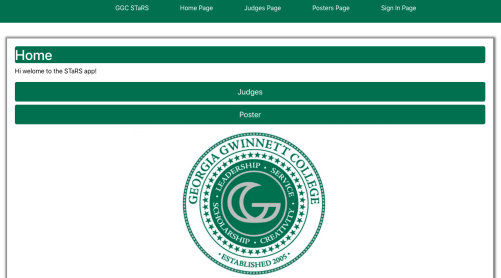 GGC STaRS Home Page Judges Page Posters Page Sign In Page
Home
Hi welome to the STaRS app!
Judges
Poster
GEORGIA GWINNETT COLLEGE
LEADERSHIP · SERVICE
SCHOLARSHIP · CREATIVITY
G
· ESTABLISHED 2005 ·